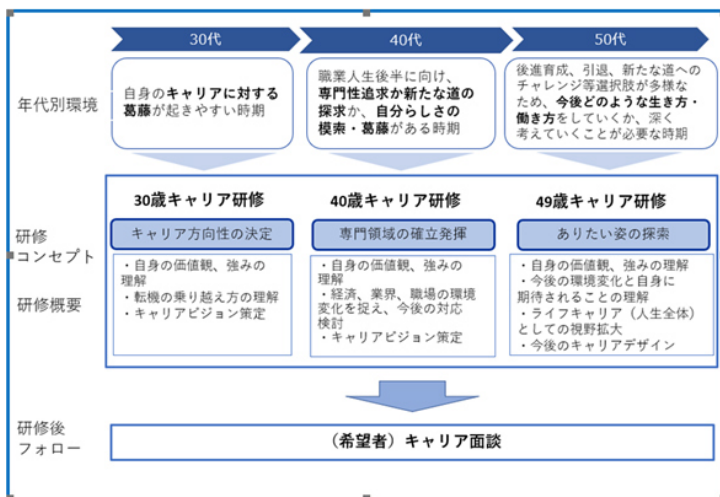 30代
40代
50代
年代別環境
自身のキャリアに対する
葛藤が起きやすい時期
職業人生後半に向け、
専門性追求か新たな道の
探求か、自分らしさの
模索・葛藤がある時期
後進育成、引退、新たな道への
チャレンジ等選択肢が多様な
ため、今後どのような生き方・
働き方をしていくか、深く
考えていくことが必要な時期
30歳キャリア研修
40歳キャリア研修
49歳キャリア研修
研修
コンセプト
キャリア方向性の決定
専門領域の確立発揮
ありたい姿の探索
研修概要
・自身の価値観、強みの
理解
・転機の乗り越え方の理解
・キャリアビジョン策定
・自身の価値観、強みの
理解
・経済、業界、職場の環境
変化を捉え、今後の対応
検討
・キャリアビジョン策定
・自身の価値観、強みの理解
・今後の環境変化と自身に
期待されることの理解
・ライフキャリア（人生全体）
としての視野拡大
・今後のキャリアデザイン
研修後
フォロー
（希望者）キャリア面談